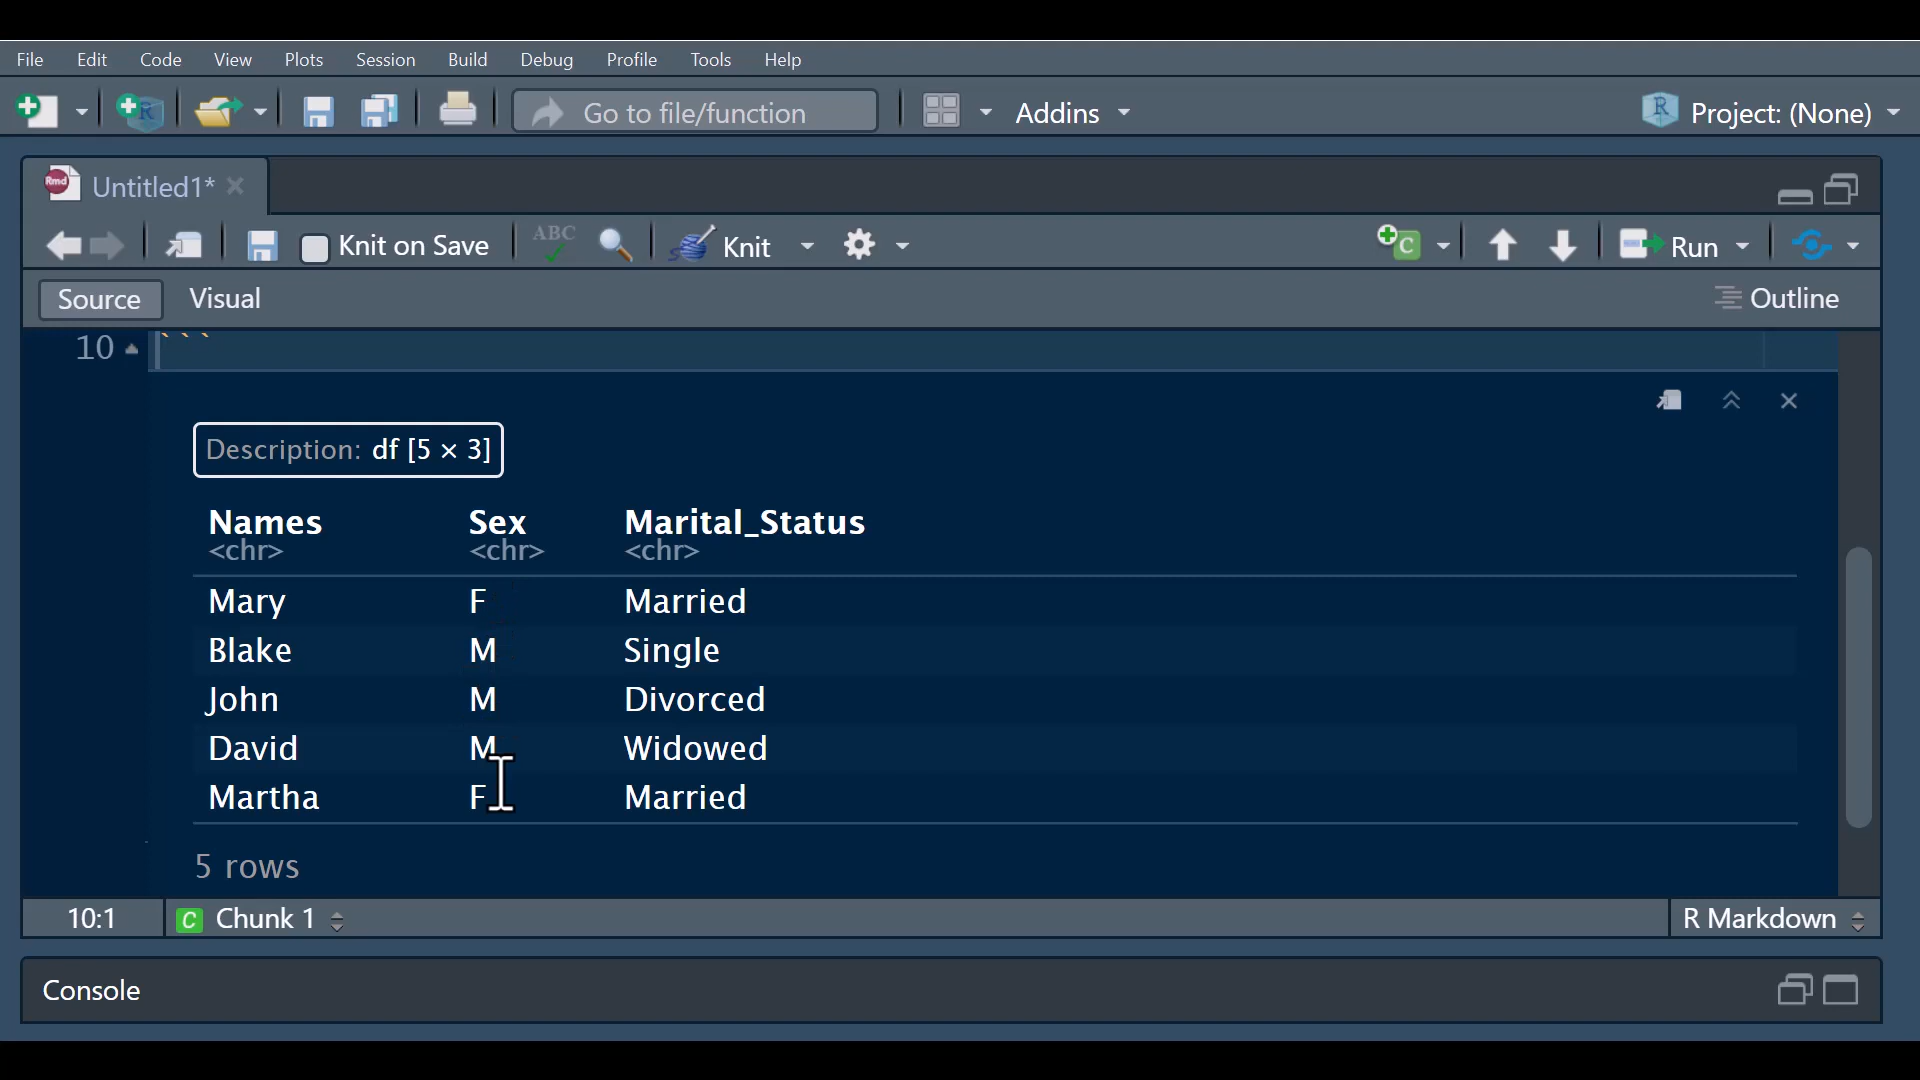 File Edit Code View Plots Session Build Debug Profile Tools Help
Go to file/function Addins R Project: (None)
Rmd Untitled1*
Knit on Save ABC Knit C Run
Source Visual Outline
10 ```
Description: df [5 × 3]
Names Sex Marital_Status
<chr> <chr> <chr>
Mary F Married
Blake M Single
John M Divorced
David M Widowed
Martha F Married
5 rows
10:1 C Chunk 1 R Markdown
Console